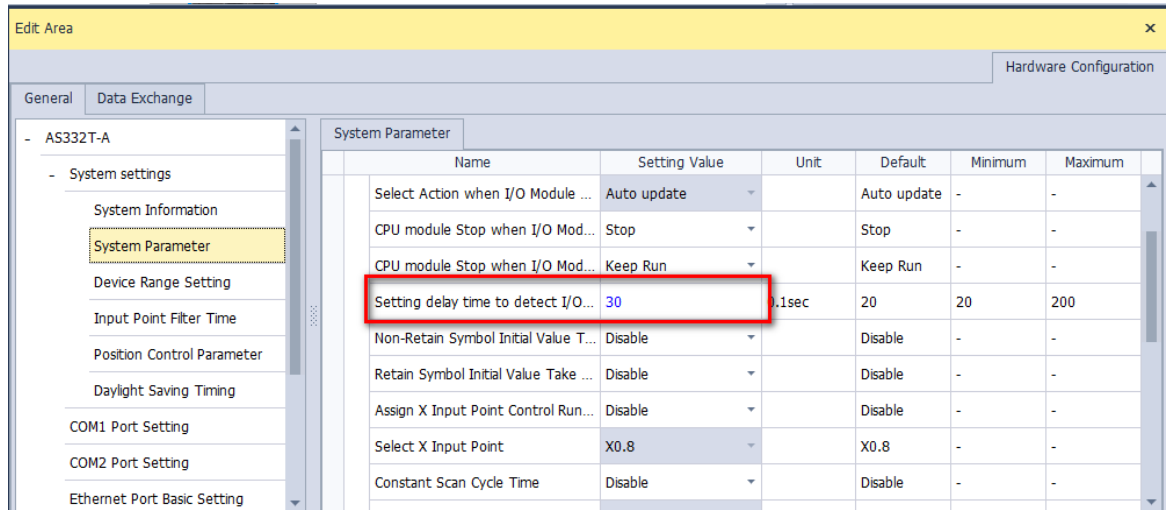 Edit Area
Hardware Configuration
General Data Exchange
- AS332T-A
- System settings
System Information
System Parameter
Device Range Setting
Input Point Filter Time
Position Control Parameter
Daylight Saving Timing
COM1 Port Setting
COM2 Port Setting
Ethernet Port Basic Setting
System Parameter
Name Setting Value Unit Default Minimum Maximum
Select Action when I/O Module ... Auto update Auto update - -
CPU module Stop when I/O Mod... Stop Stop - -
CPU module Stop when I/O Mod... Keep Run Keep Run - -
Setting delay time to detect I/O... 30 0.1sec 20 20 200
Non-Retain Symbol Initial Value T... Disable Disable - -
Retain Symbol Initial Value Take ... Disable Disable - -
Assign X Input Point Control Run... Disable Disable - -
Select X Input Point X0.8 X0.8 - -
Constant Scan Cycle Time Disable Disable - -